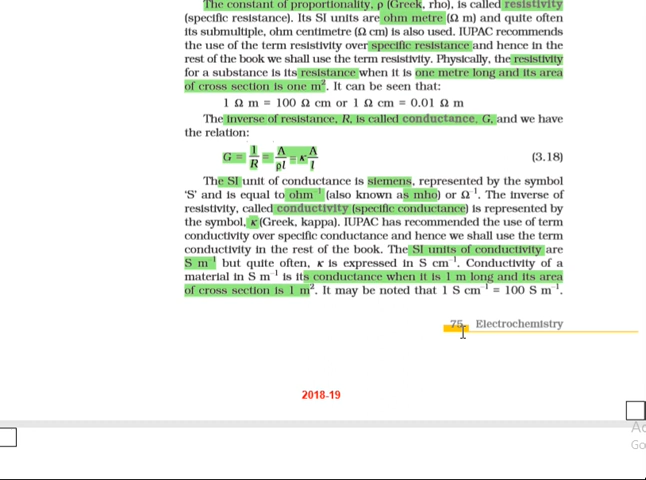 The constant of proportionality, ρ (Greek, rho), is called resistivity
(specific resistance). Its SI units are ohm metre (Ω m) and quite often
its submultiple, ohm centimetre (Ω cm) is also used. IUPAC recommends
the use of the term resistivity over specific resistance and hence in the
rest of the book we shall use the term resistivity. Physically, the resistivity
for a substance is its resistance when it is one metre long and its area
of cross section is one m². It can be seen that:
1 Ω m = 100 Ω cm or 1 Ω cm = 0.01 Ω m
The inverse of resistance, R, is called conductance, G, and we have
the relation:
G = 1/R = A/ρl = κ A/l (3.18)
The SI unit of conductance is siemens, represented by the symbol
'S' and is equal to ohm⁻¹ (also known as mho) or Ω⁻¹. The inverse of
resistivity, called conductivity (specific conductance) is represented by
the symbol, κ (Greek, kappa). IUPAC has recommended the use of term
conductivity over specific conductance and hence we shall use the term
conductivity in the rest of the book. The SI units of conductivity are
S m⁻¹ but quite often, κ is expressed in S cm⁻¹. Conductivity of a
material in S m⁻¹ is its conductance when it is 1 m long and its area
of cross section is 1 m². It may be noted that 1 S cm⁻¹ = 100 S m⁻¹.
75 Electrochemistry
2018-19